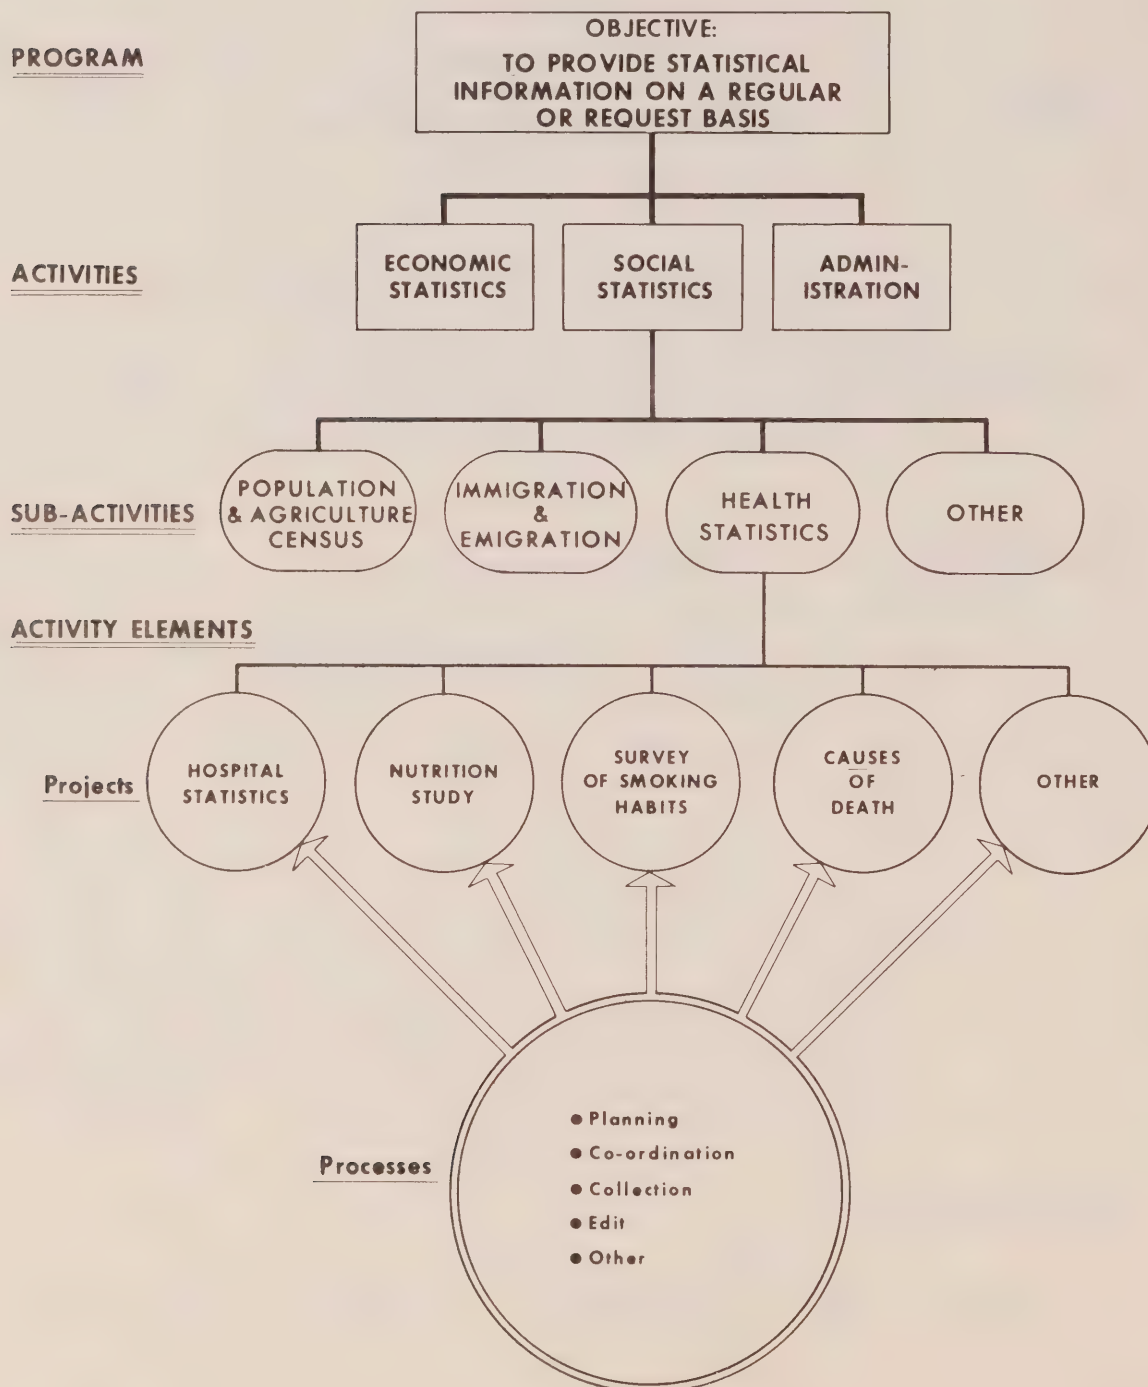 PROGRAM
OBJECTIVE:
TO PROVIDE STATISTICAL
INFORMATION ON A REGULAR
OR REQUEST BASIS
ACTIVITIES
ECONOMIC
STATISTICS
SOCIAL
STATISTICS
ADMIN-
ISTRATION
SUB-ACTIVITIES
POPULATION
& AGRICULTURE
CENSUS
IMMIGRATION
&
EMIGRATION
HEALTH
STATISTICS
OTHER
ACTIVITY ELEMENTS
Projects
HOSPITAL
STATISTICS
NUTRITION
STUDY
SURVEY
OF SMOKING
HABITS
CAUSES
OF
DEATH
OTHER
Processes
• Planning
• Co-ordination
• Collection
• Edit
• Other